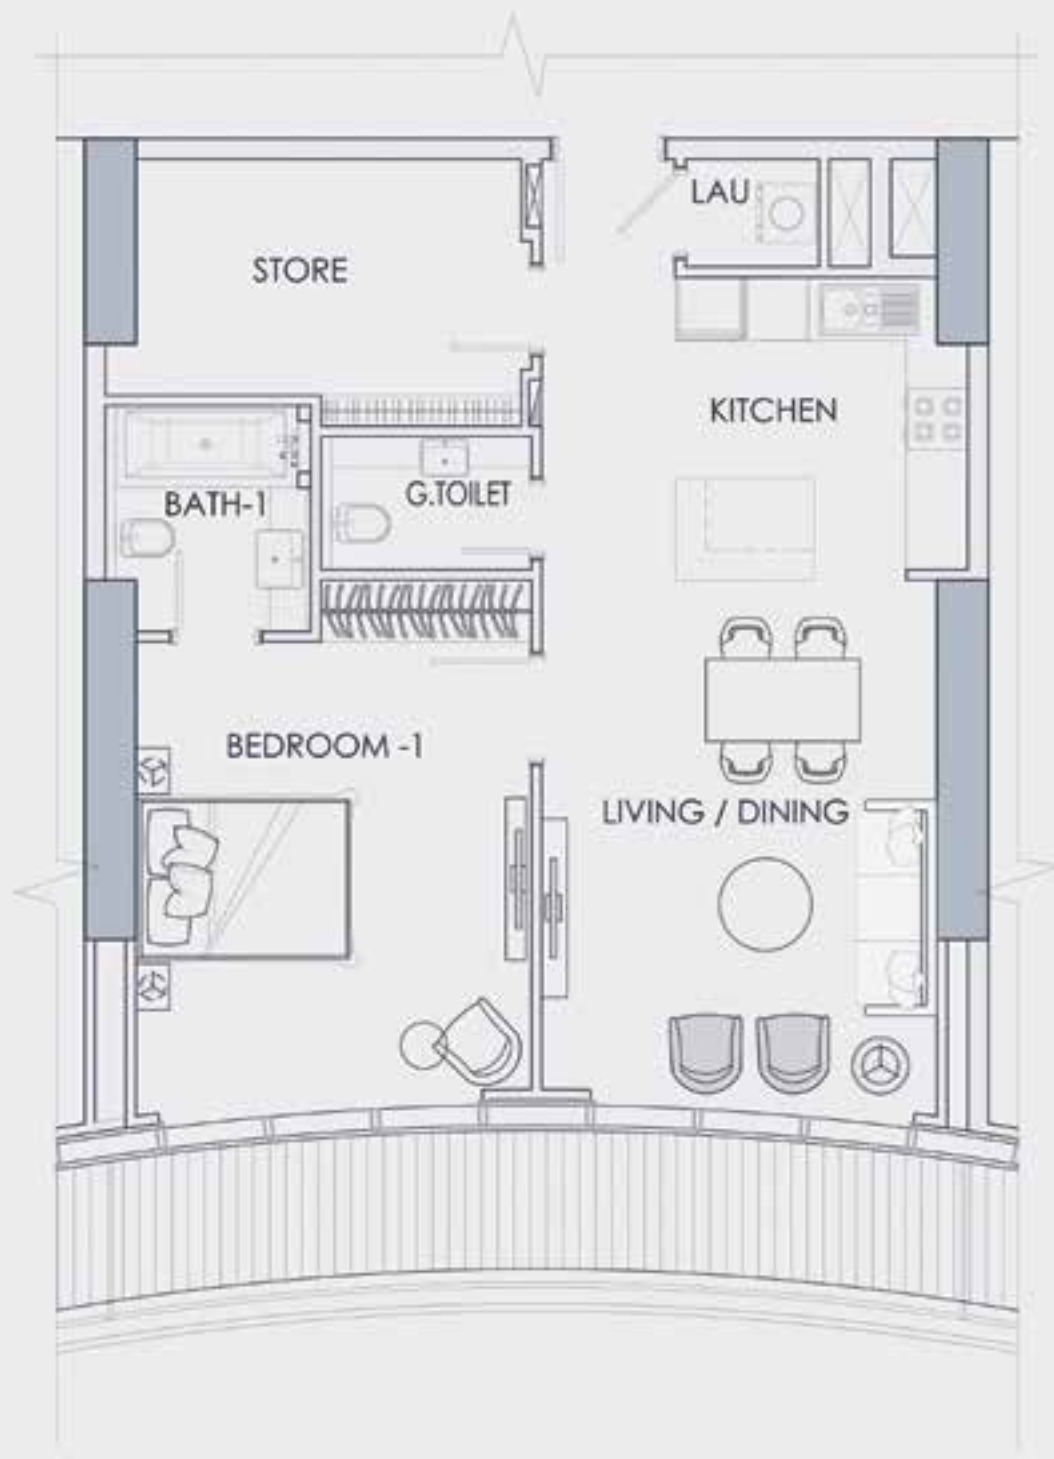 LAU
STORE
KITCHEN
G.TOILET
BATH-1
BEDROOM -1
LIVING / DINING